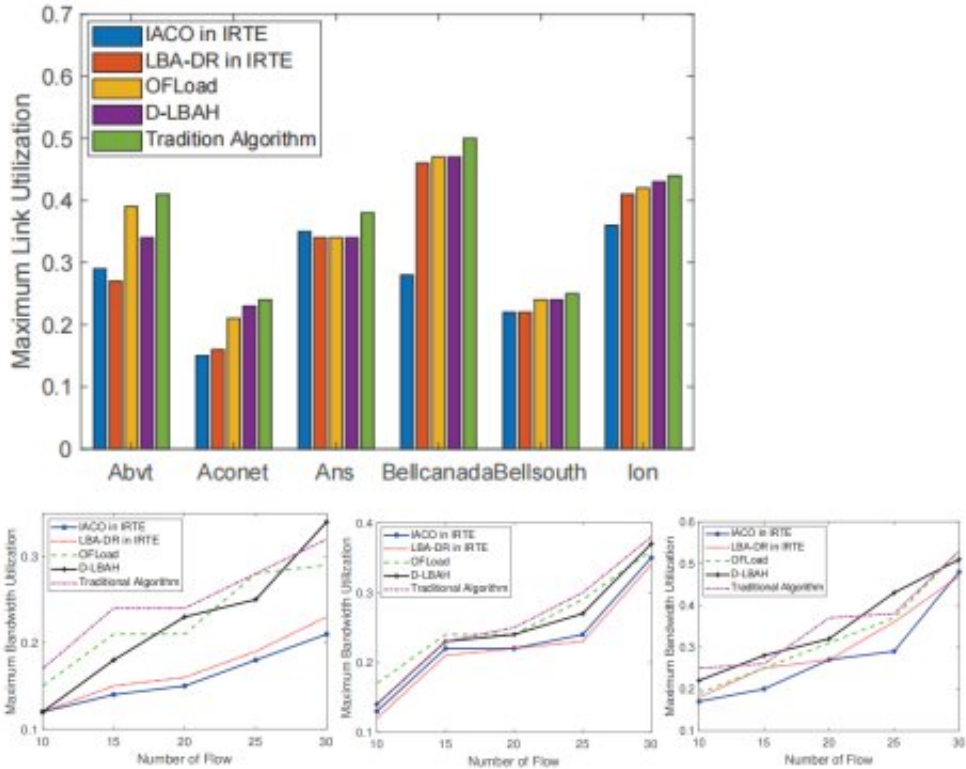 0.7
0.6
0.5
0.4
0.3
0.2
0.1
0
Maximum Link Utilization
IACO in IRTE
LBA-DR in IRTE
OFLoad
D-LBAH
Tradition Algorithm
Abvt Aconet Ans Bellcanada Bellsouth Ion
Maximum Bandwidth Utilization
0.3
0.2
0.1
IACO in IRTE
LBA-DR in IRTE
OFLoad
D-LBAH
Traditional Algorithm
10 15 20 25 30
Number of Flow
Maximum Bandwidth Utilization
0.4
0.3
0.2
0.1
IACO in IRTE
LBA-DR in IRTE
OFLoad
D-LBAH
Traditional Algorithm
10 15 20 25 30
Number of Flow
Maximum Bandwidth Utilization
0.6
0.5
0.4
0.3
0.2
0.1
IACO in IRTE
LBA-DR in IRTE
OFLoad
D-LBAH
Traditional Algorithm
10 15 20 25 30
Number of Flow